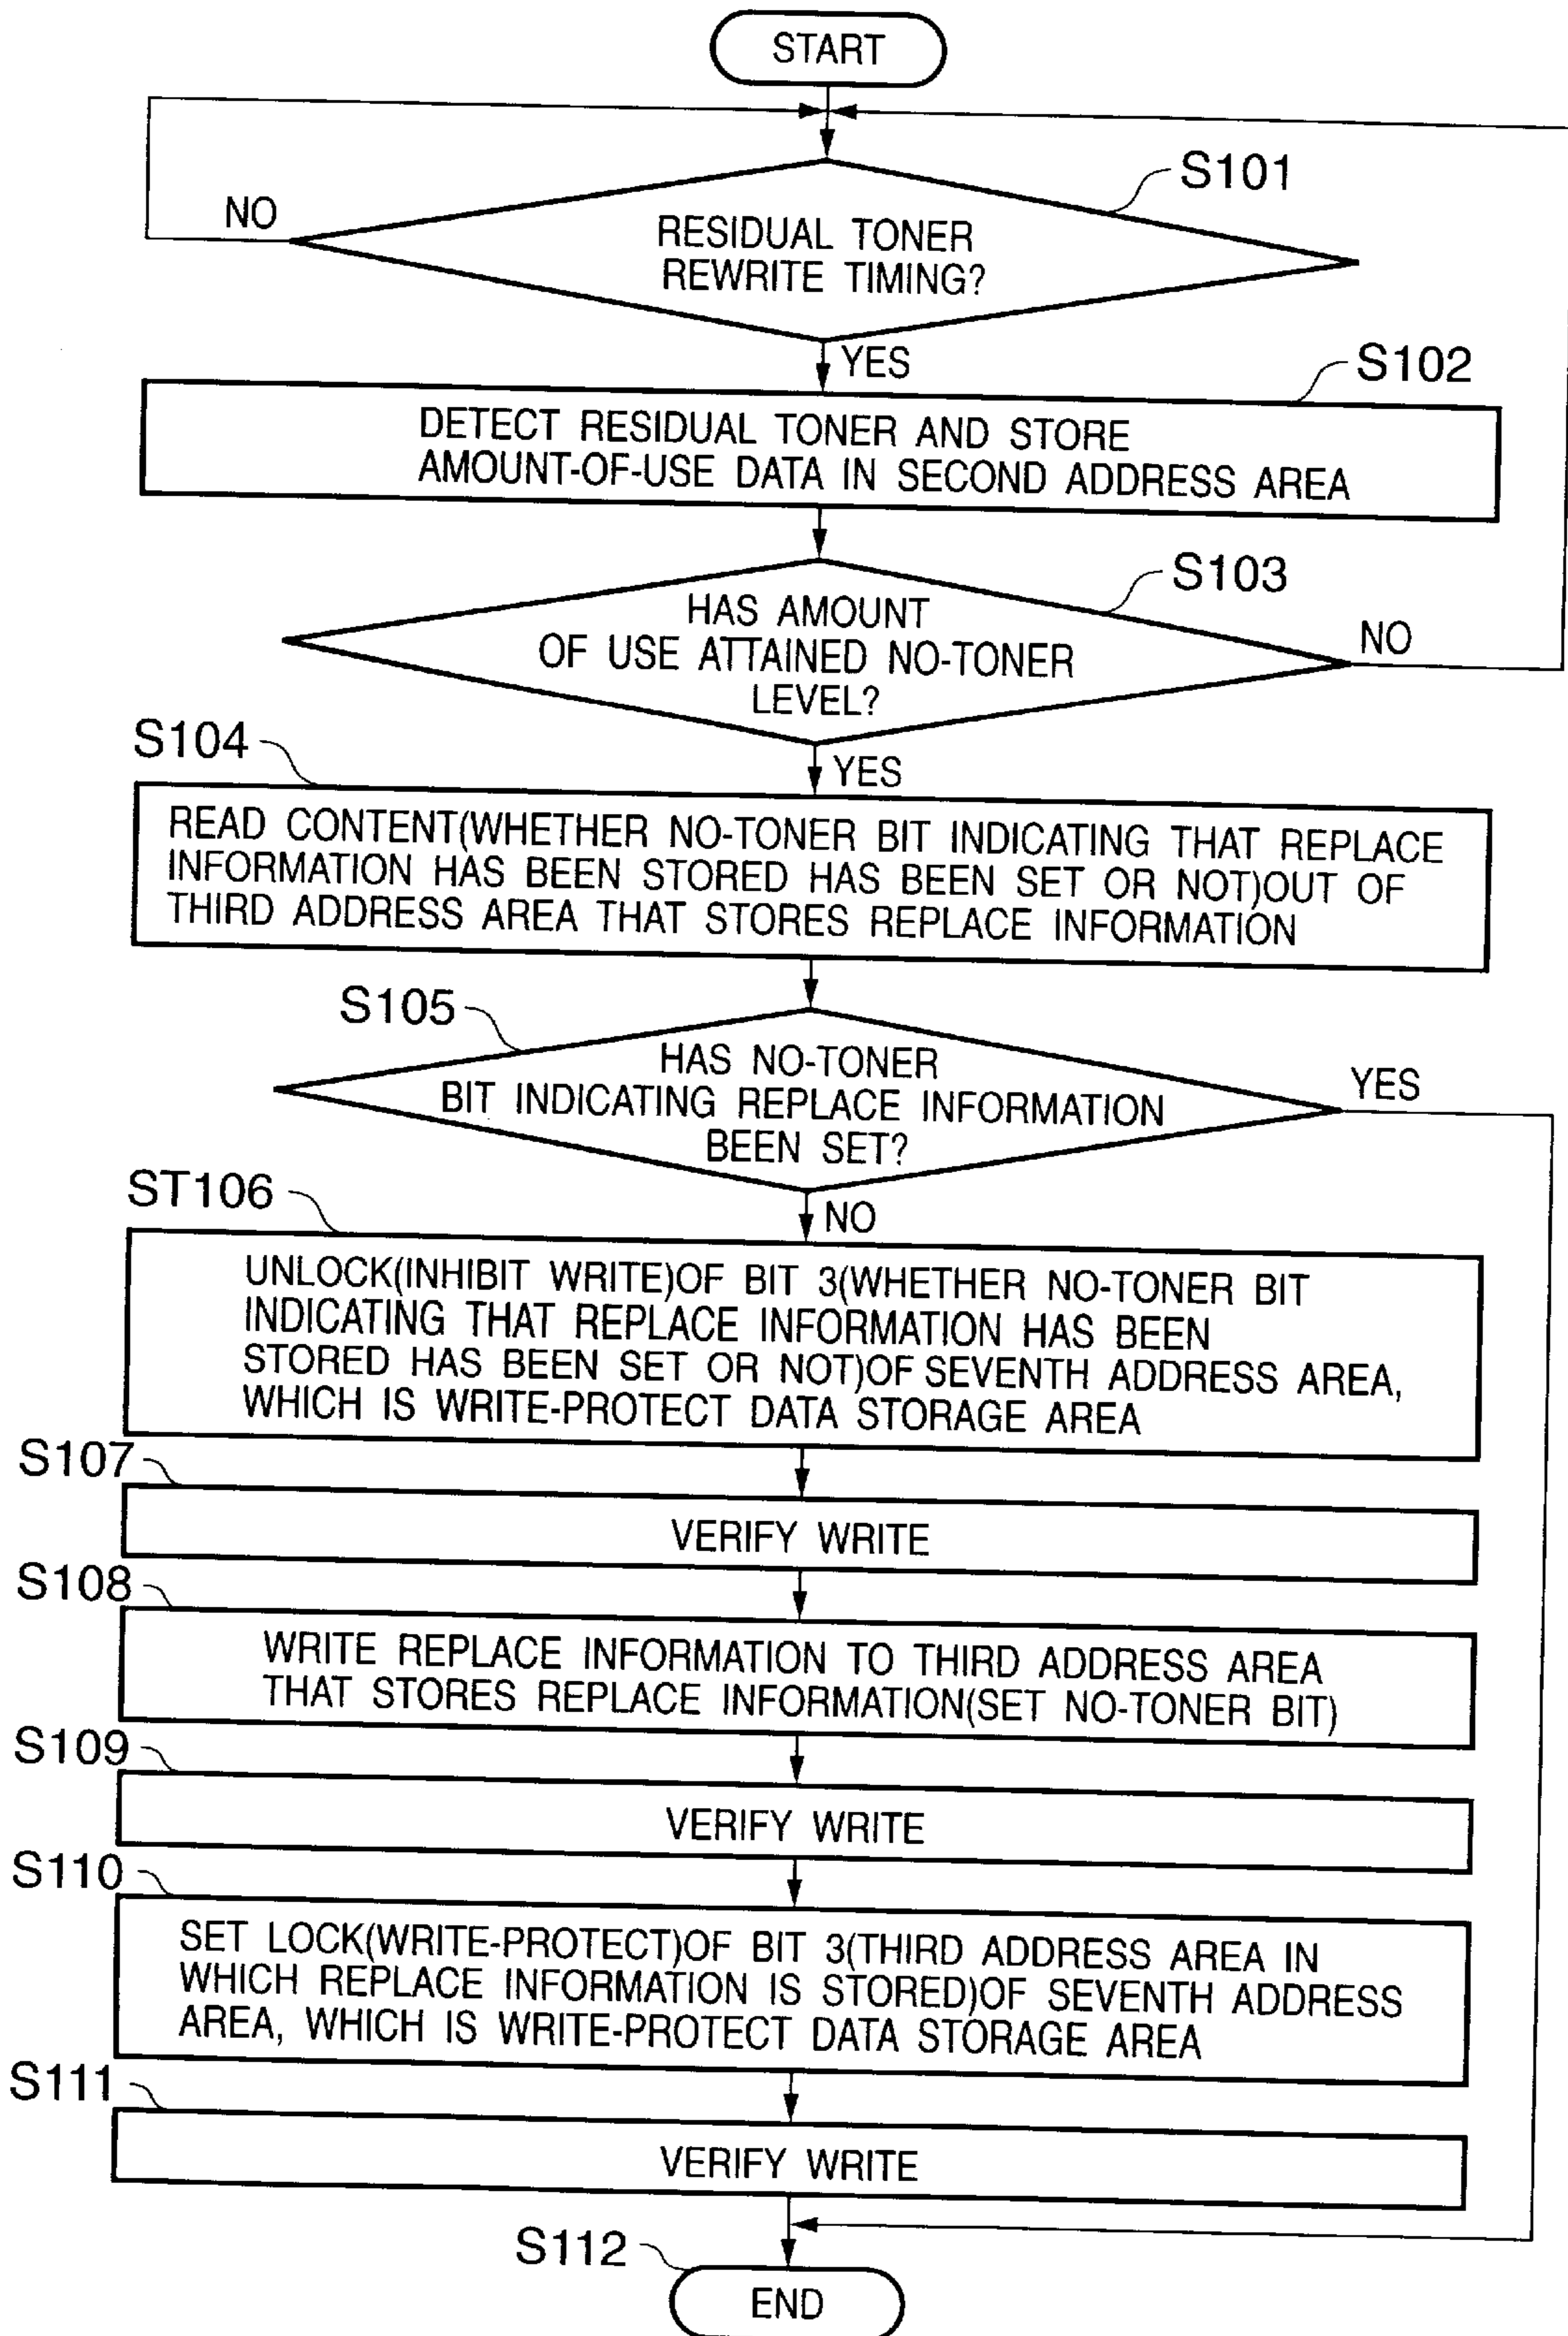 START
S101
NO
RESIDUAL TONER
REWRITE TIMING?
YES
S102
DETECT RESIDUAL TONER AND STORE
AMOUNT-OF-USE DATA IN SECOND ADDRESS AREA
S103
HAS AMOUNT
OF USE ATTAINED NO-TONER
LEVEL?
NO
S104
YES
READ CONTENT(WHETHER NO-TONER BIT INDICATING THAT REPLACE
INFORMATION HAS BEEN STORED HAS BEEN SET OR NOT)OUT OF
THIRD ADDRESS AREA THAT STORES REPLACE INFORMATION
S105
HAS NO-TONER
BIT INDICATING REPLACE INFORMATION
BEEN SET?
YES
ST106
NO
UNLOCK(INHIBIT WRITE)OF BIT 3(WHETHER NO-TONER BIT
INDICATING THAT REPLACE INFORMATION HAS BEEN
STORED HAS BEEN SET OR NOT)OF SEVENTH ADDRESS AREA,
WHICH IS WRITE-PROTECT DATA STORAGE AREA
S107
VERIFY WRITE
S108
WRITE REPLACE INFORMATION TO THIRD ADDRESS AREA
THAT STORES REPLACE INFORMATION(SET NO-TONER BIT)
S109
VERIFY WRITE
S110
SET LOCK(WRITE-PROTECT)OF BIT 3(THIRD ADDRESS AREA IN
WHICH REPLACE INFORMATION IS STORED)OF SEVENTH ADDRESS
AREA, WHICH IS WRITE-PROTECT DATA STORAGE AREA
S111
VERIFY WRITE
S112
END